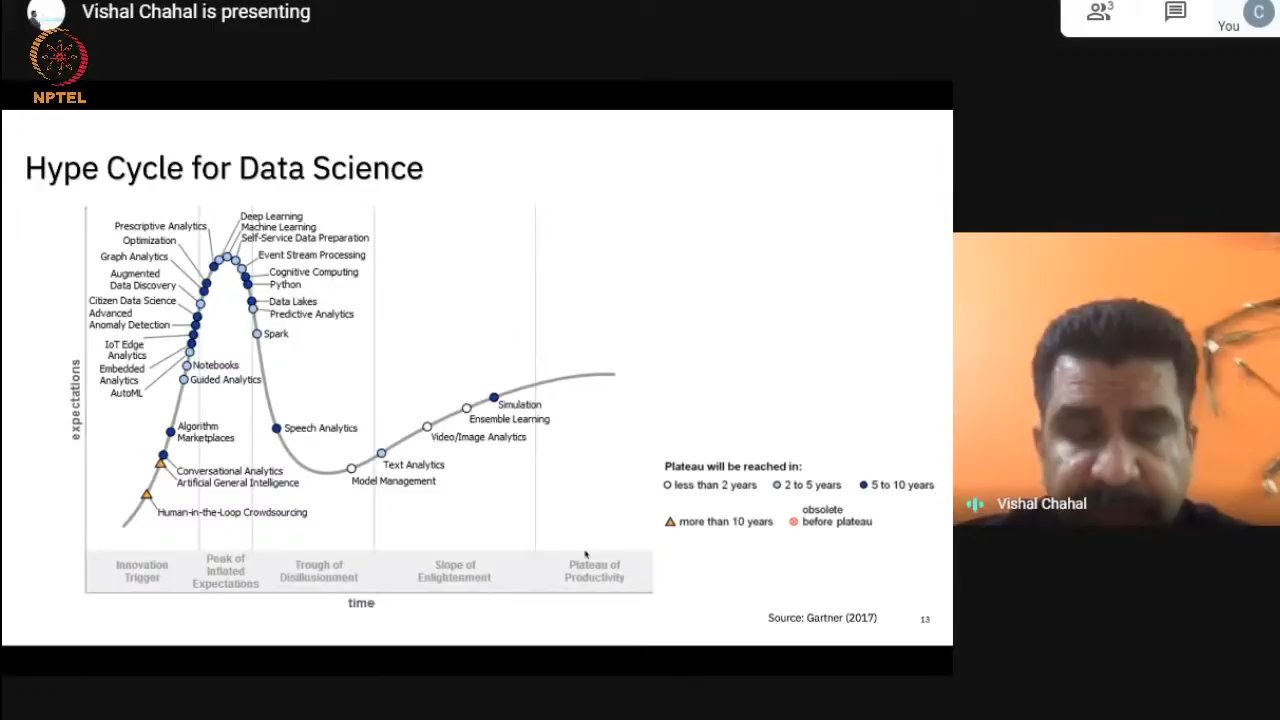 Vishal Chahal is presenting
3
You
C
NPTEL
Hype Cycle for Data Science
Prescriptive Analytics
Optimization
Graph Analytics
Augmented
Data Discovery
Citizen Data Science
Advanced
Anomaly Detection
IoT Edge
Analytics
Embedded
Analytics
AutoML
Deep Learning
Machine Learning
Self-Service Data Preparation
Event Stream Processing
Cognitive Computing
Python
Data Lakes
Predictive Analytics
Spark
Notebooks
Guided Analytics
Algorithm
Marketplaces
Conversational Analytics
Artificial General Intelligence
Human-in-the-Loop Crowdsourcing
Speech Analytics
Simulation
Ensemble Learning
Video/Image Analytics
Text Analytics
Model Management
expectations
Innovation
Trigger
Peak of
Inflated
Expectations
Trough of
Disillusionment
Slope of
Enlightenment
Plateau of
Productivity
time
Plateau will be reached in:
less than 2 years
2 to 5 years
5 to 10 years
more than 10 years
obsolete
before plateau
Source: Gartner (2017)
13
Vishal Chahal